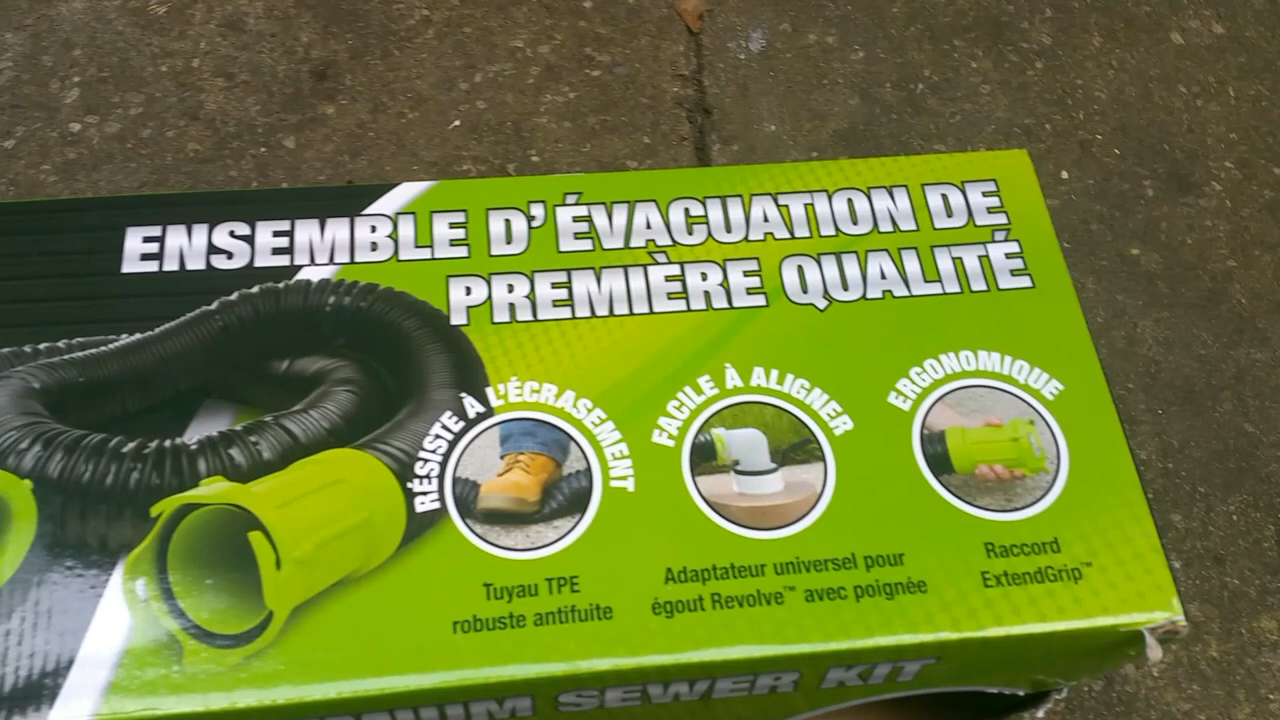 ENSEMBLE D'ÉVACUATION DE
PREMIÈRE QUALITÉ
RÉSISTE À L'ÉCRASEMENT
Tuyau TPE
robuste antifuite
FACILE À ALIGNER
Adaptateur universel pour
égout Revolve™ avec poignée
ERGONOMIQUE
Raccord
ExtendGrip™
SEWER KIT